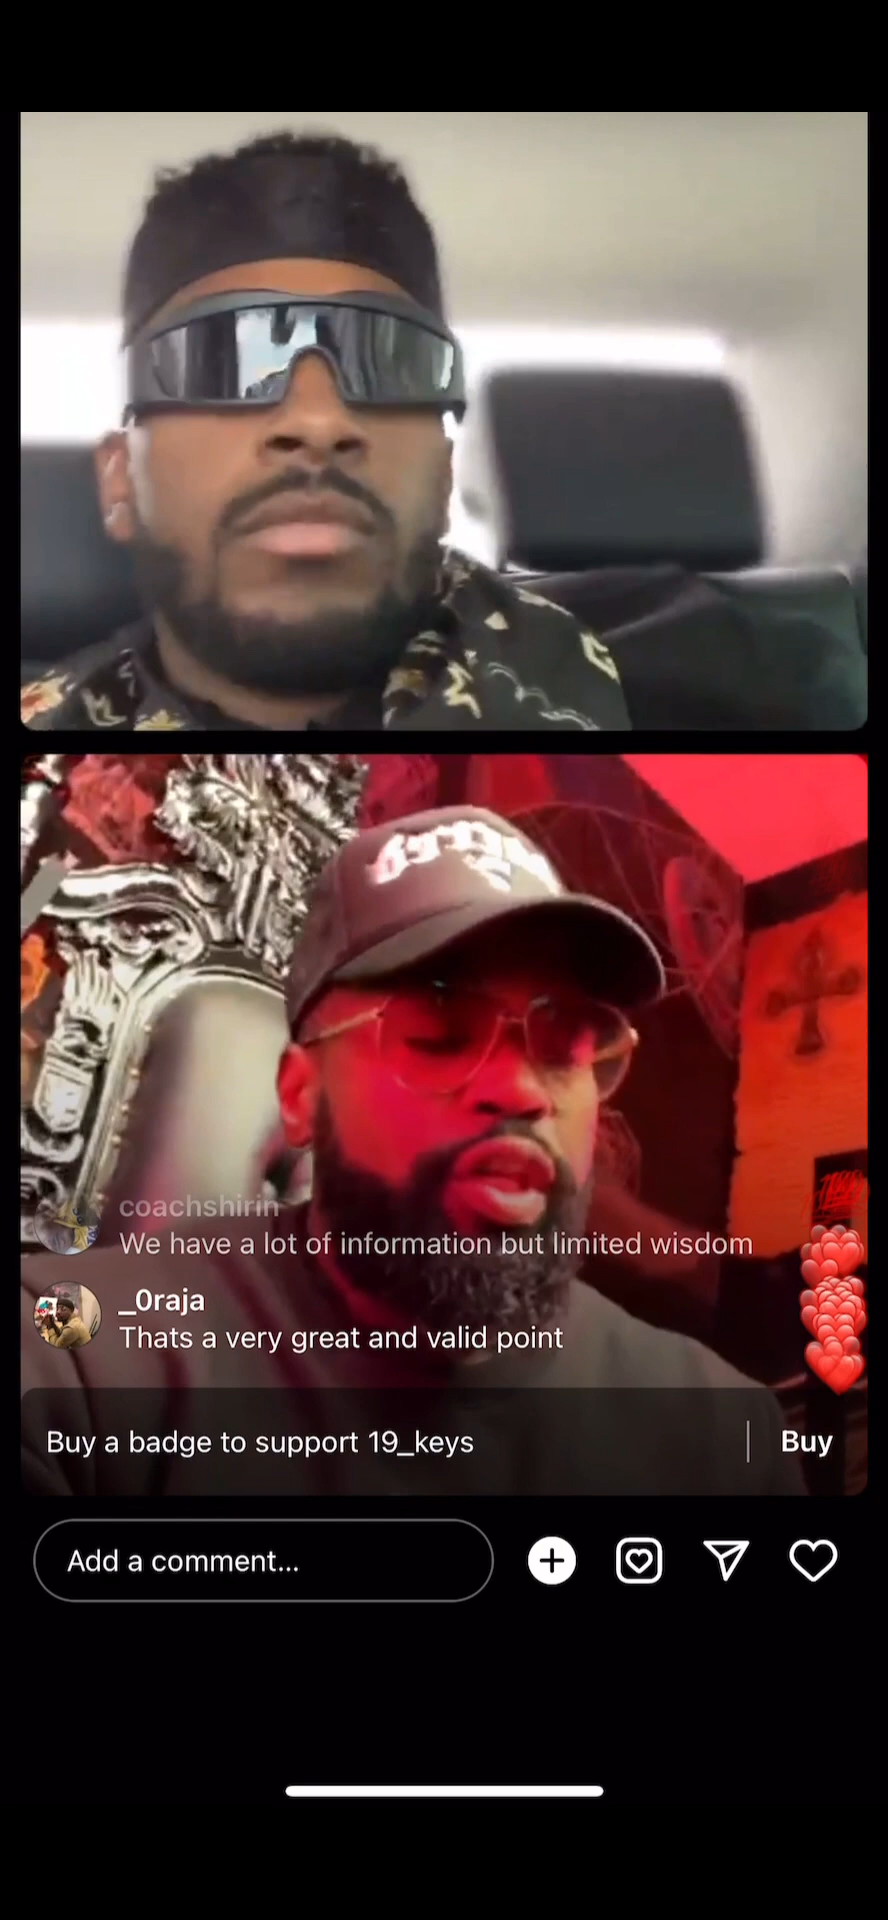 coachshirin
We have a lot of information but limited wisdom
_0raja
Thats a very great and valid point
Buy a badge to support 19_keys
Buy
Add a comment...